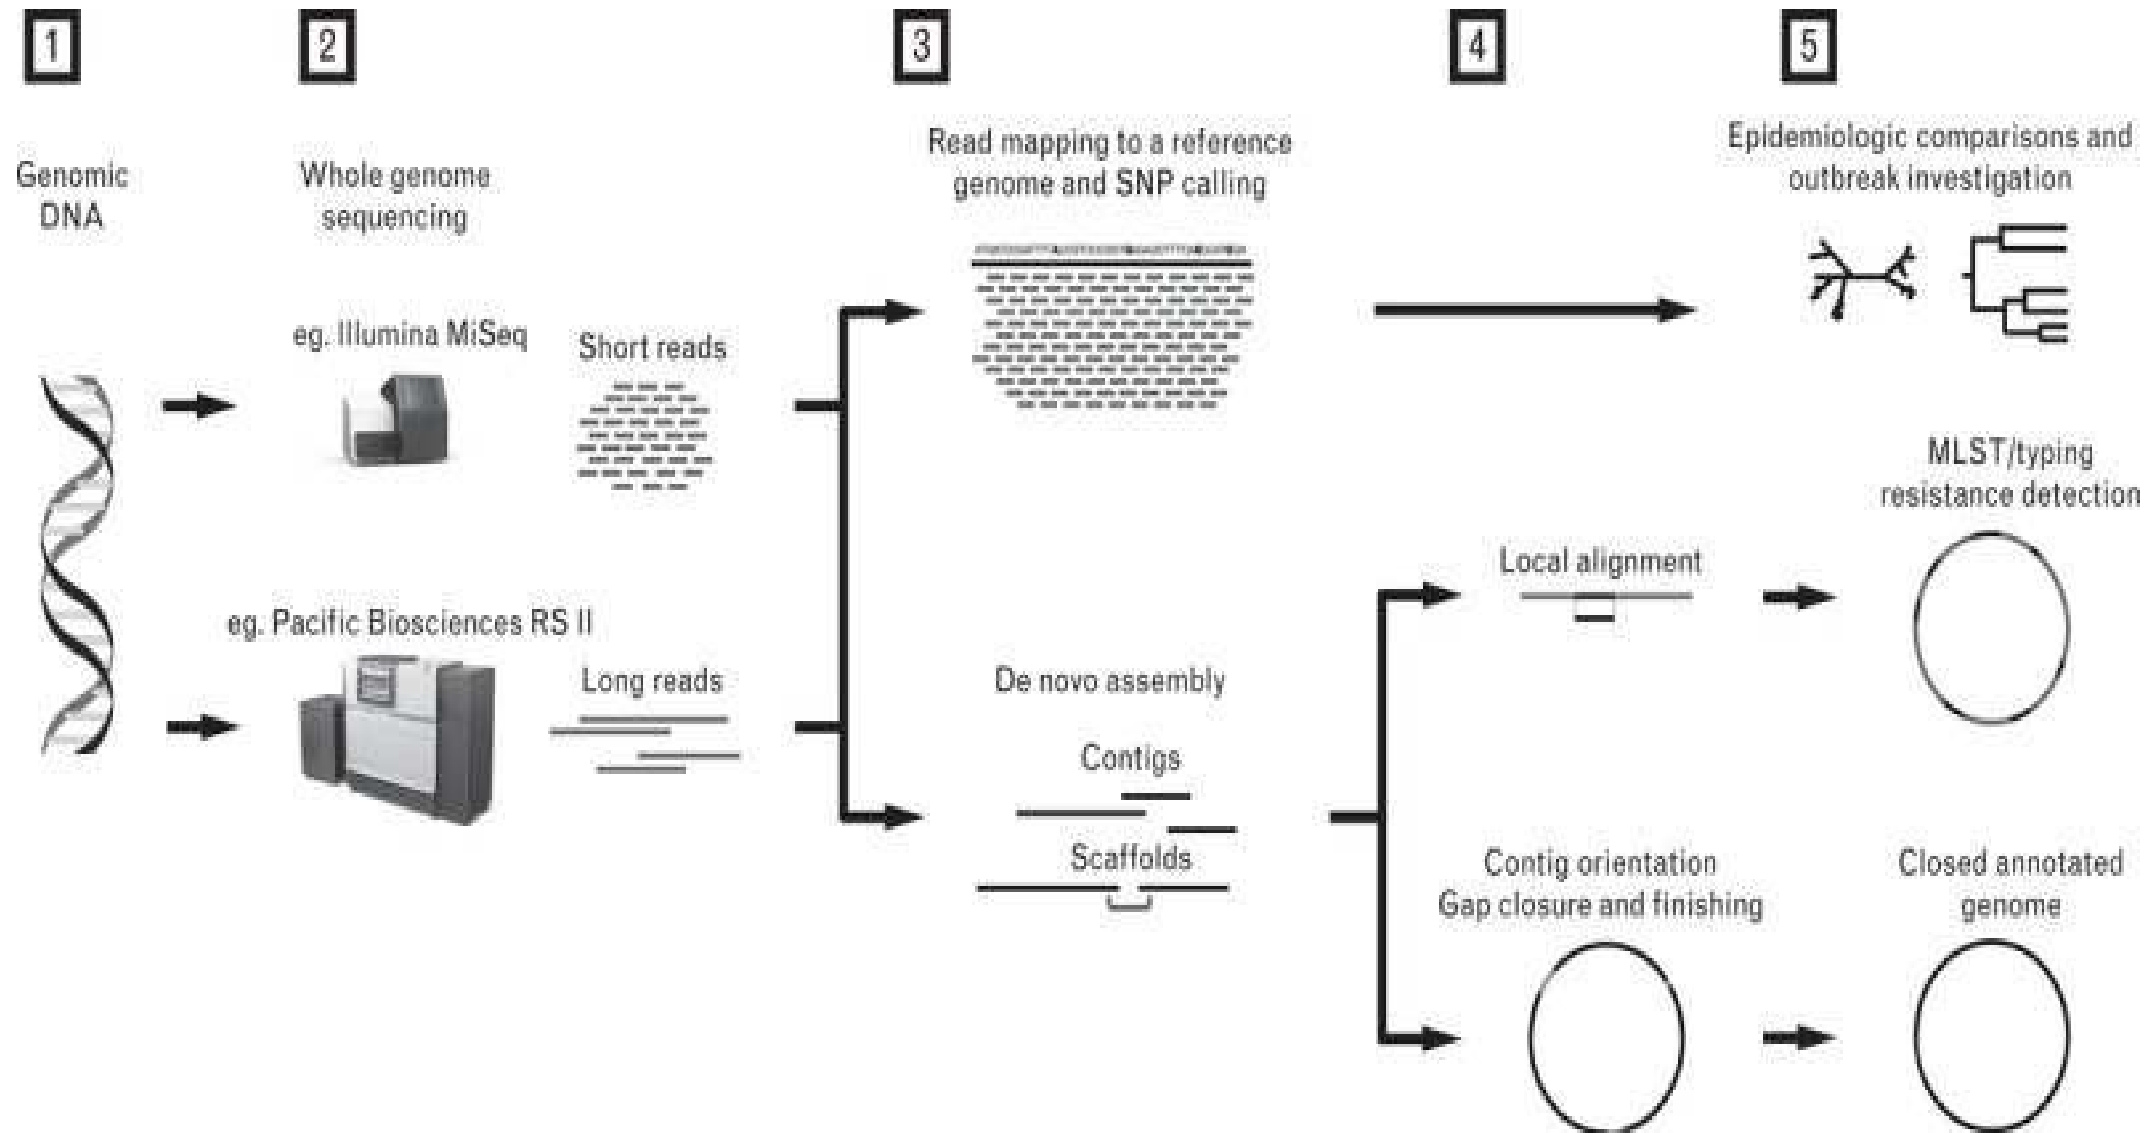 1
2
3
4
5
Genomic
DNA
Whole genome
sequencing
eg. Illumina MiSeq
Short reads
eg. Pacific Biosciences RS II
Long reads
Read mapping to a reference
genome and SNP calling
De novo assembly
Contigs
Scaffolds
Local alignment
Contig orientation
Gap closure and finishing
Epidemiologic comparisons and
outbreak investigation
MLST/typing
resistance detection
Closed annotated
genome